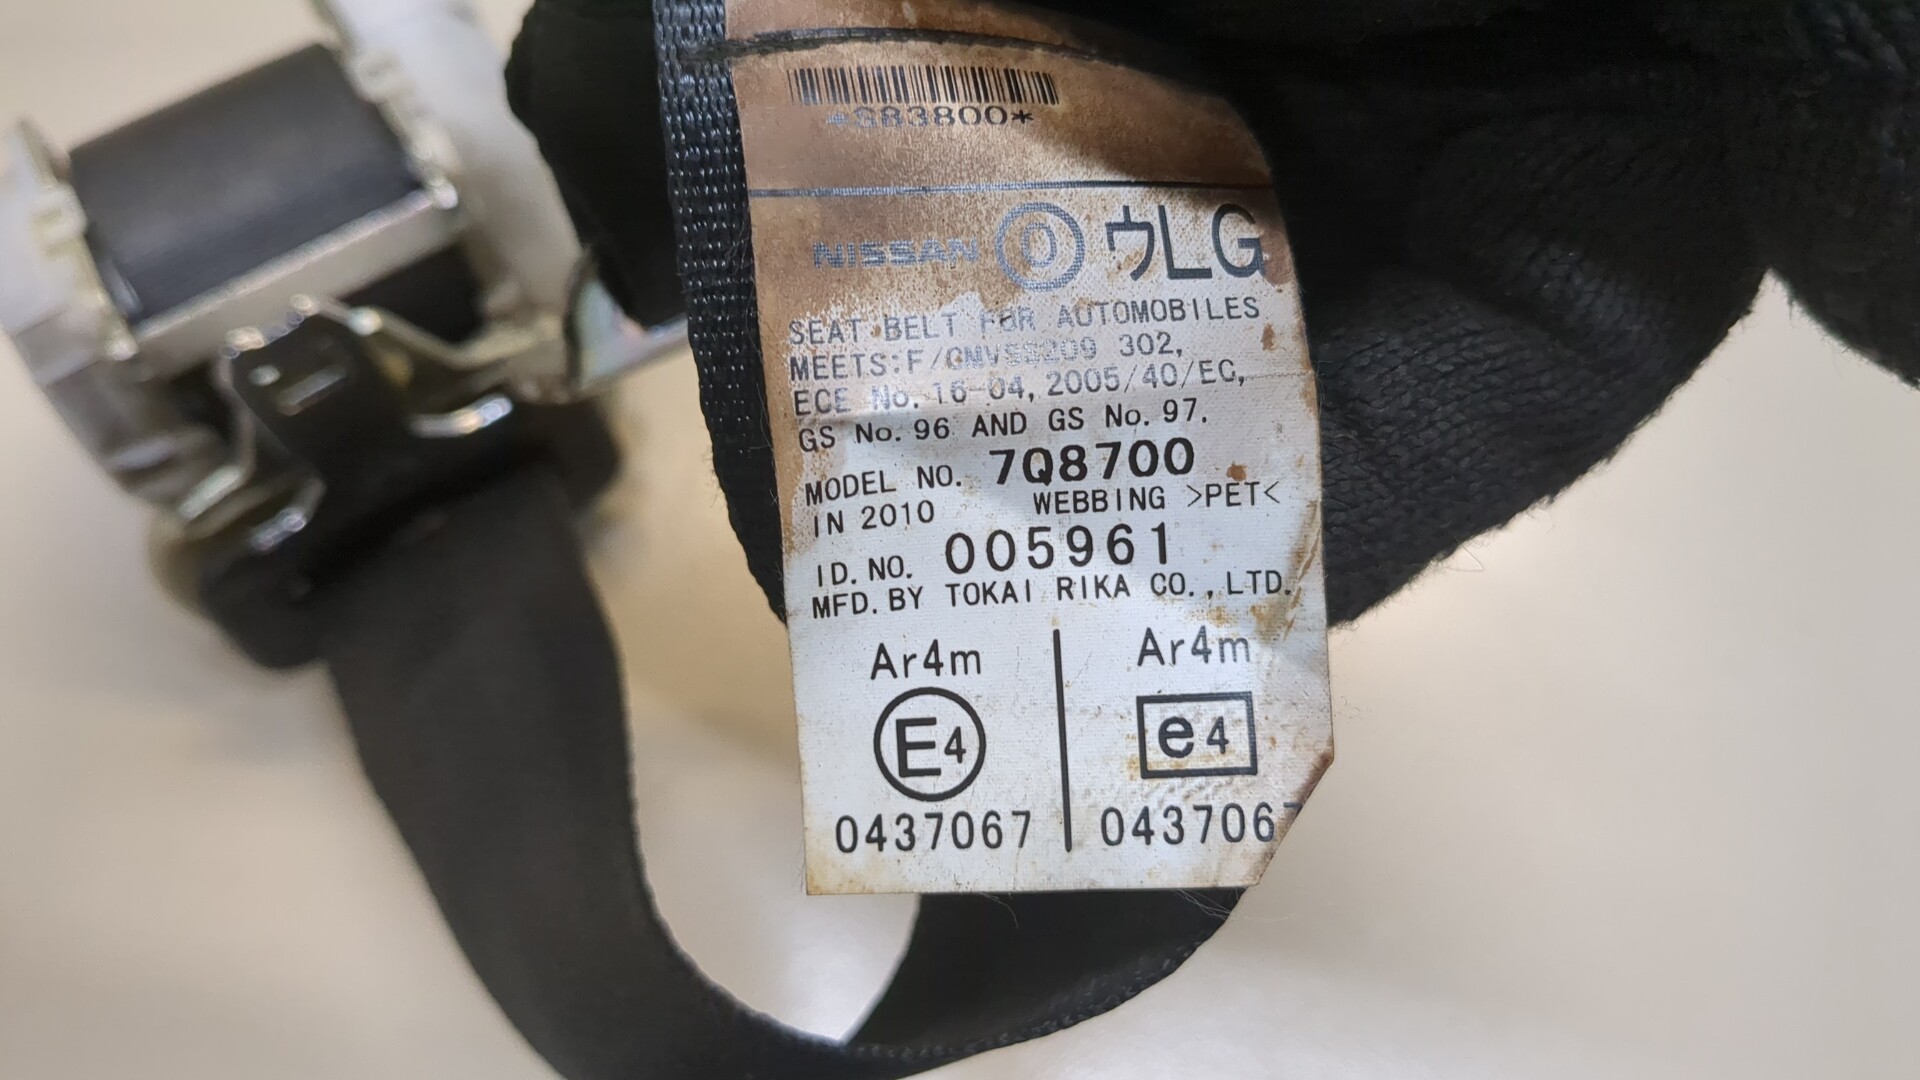 *S83800*
NISSAN O ウLG
SEAT BELT FOR AUTOMOBILES
MEETS:F/CMVSS209 302,
ECE No. 16-04, 2005/40/EC,
GS No. 96 AND GS No. 97.
MODEL NO. 7Q8700
IN 2010 WEBBING >PET<
ID. NO. 005961
MFD. BY TOKAI RIKA CO., LTD.
Ar4m Ar4m
E4 e4
0437067 0437067